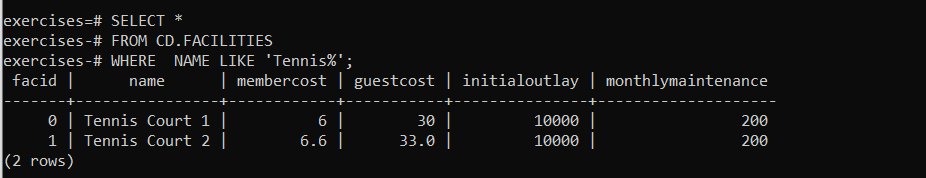 exercises=# SELECT *
exercises-# FROM CD.FACILITIES
exercises-# WHERE  NAME LIKE 'Tennis%';
 facid |      name      | membercost | guestcost | initialoutlay | monthlymaintenance
-------+----------------+------------+-----------+---------------+--------------------
     0 | Tennis Court 1 |          6 |        30 |         10000 |                200
     1 | Tennis Court 2 |        6.6 |      33.0 |         10000 |                200
(2 rows)